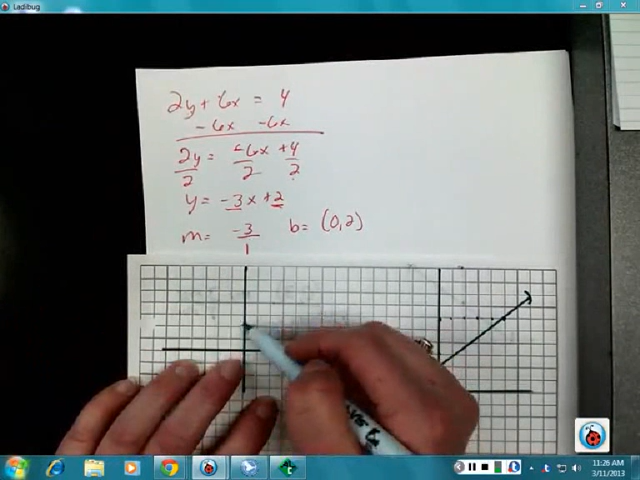 Ladibug
2y + 6x = 4
- 6x -6x
2y = -6x +4
2 2 2
y = -3x+2
m = -3 b = (0,2)
1
11:26 AM
3/11/2013